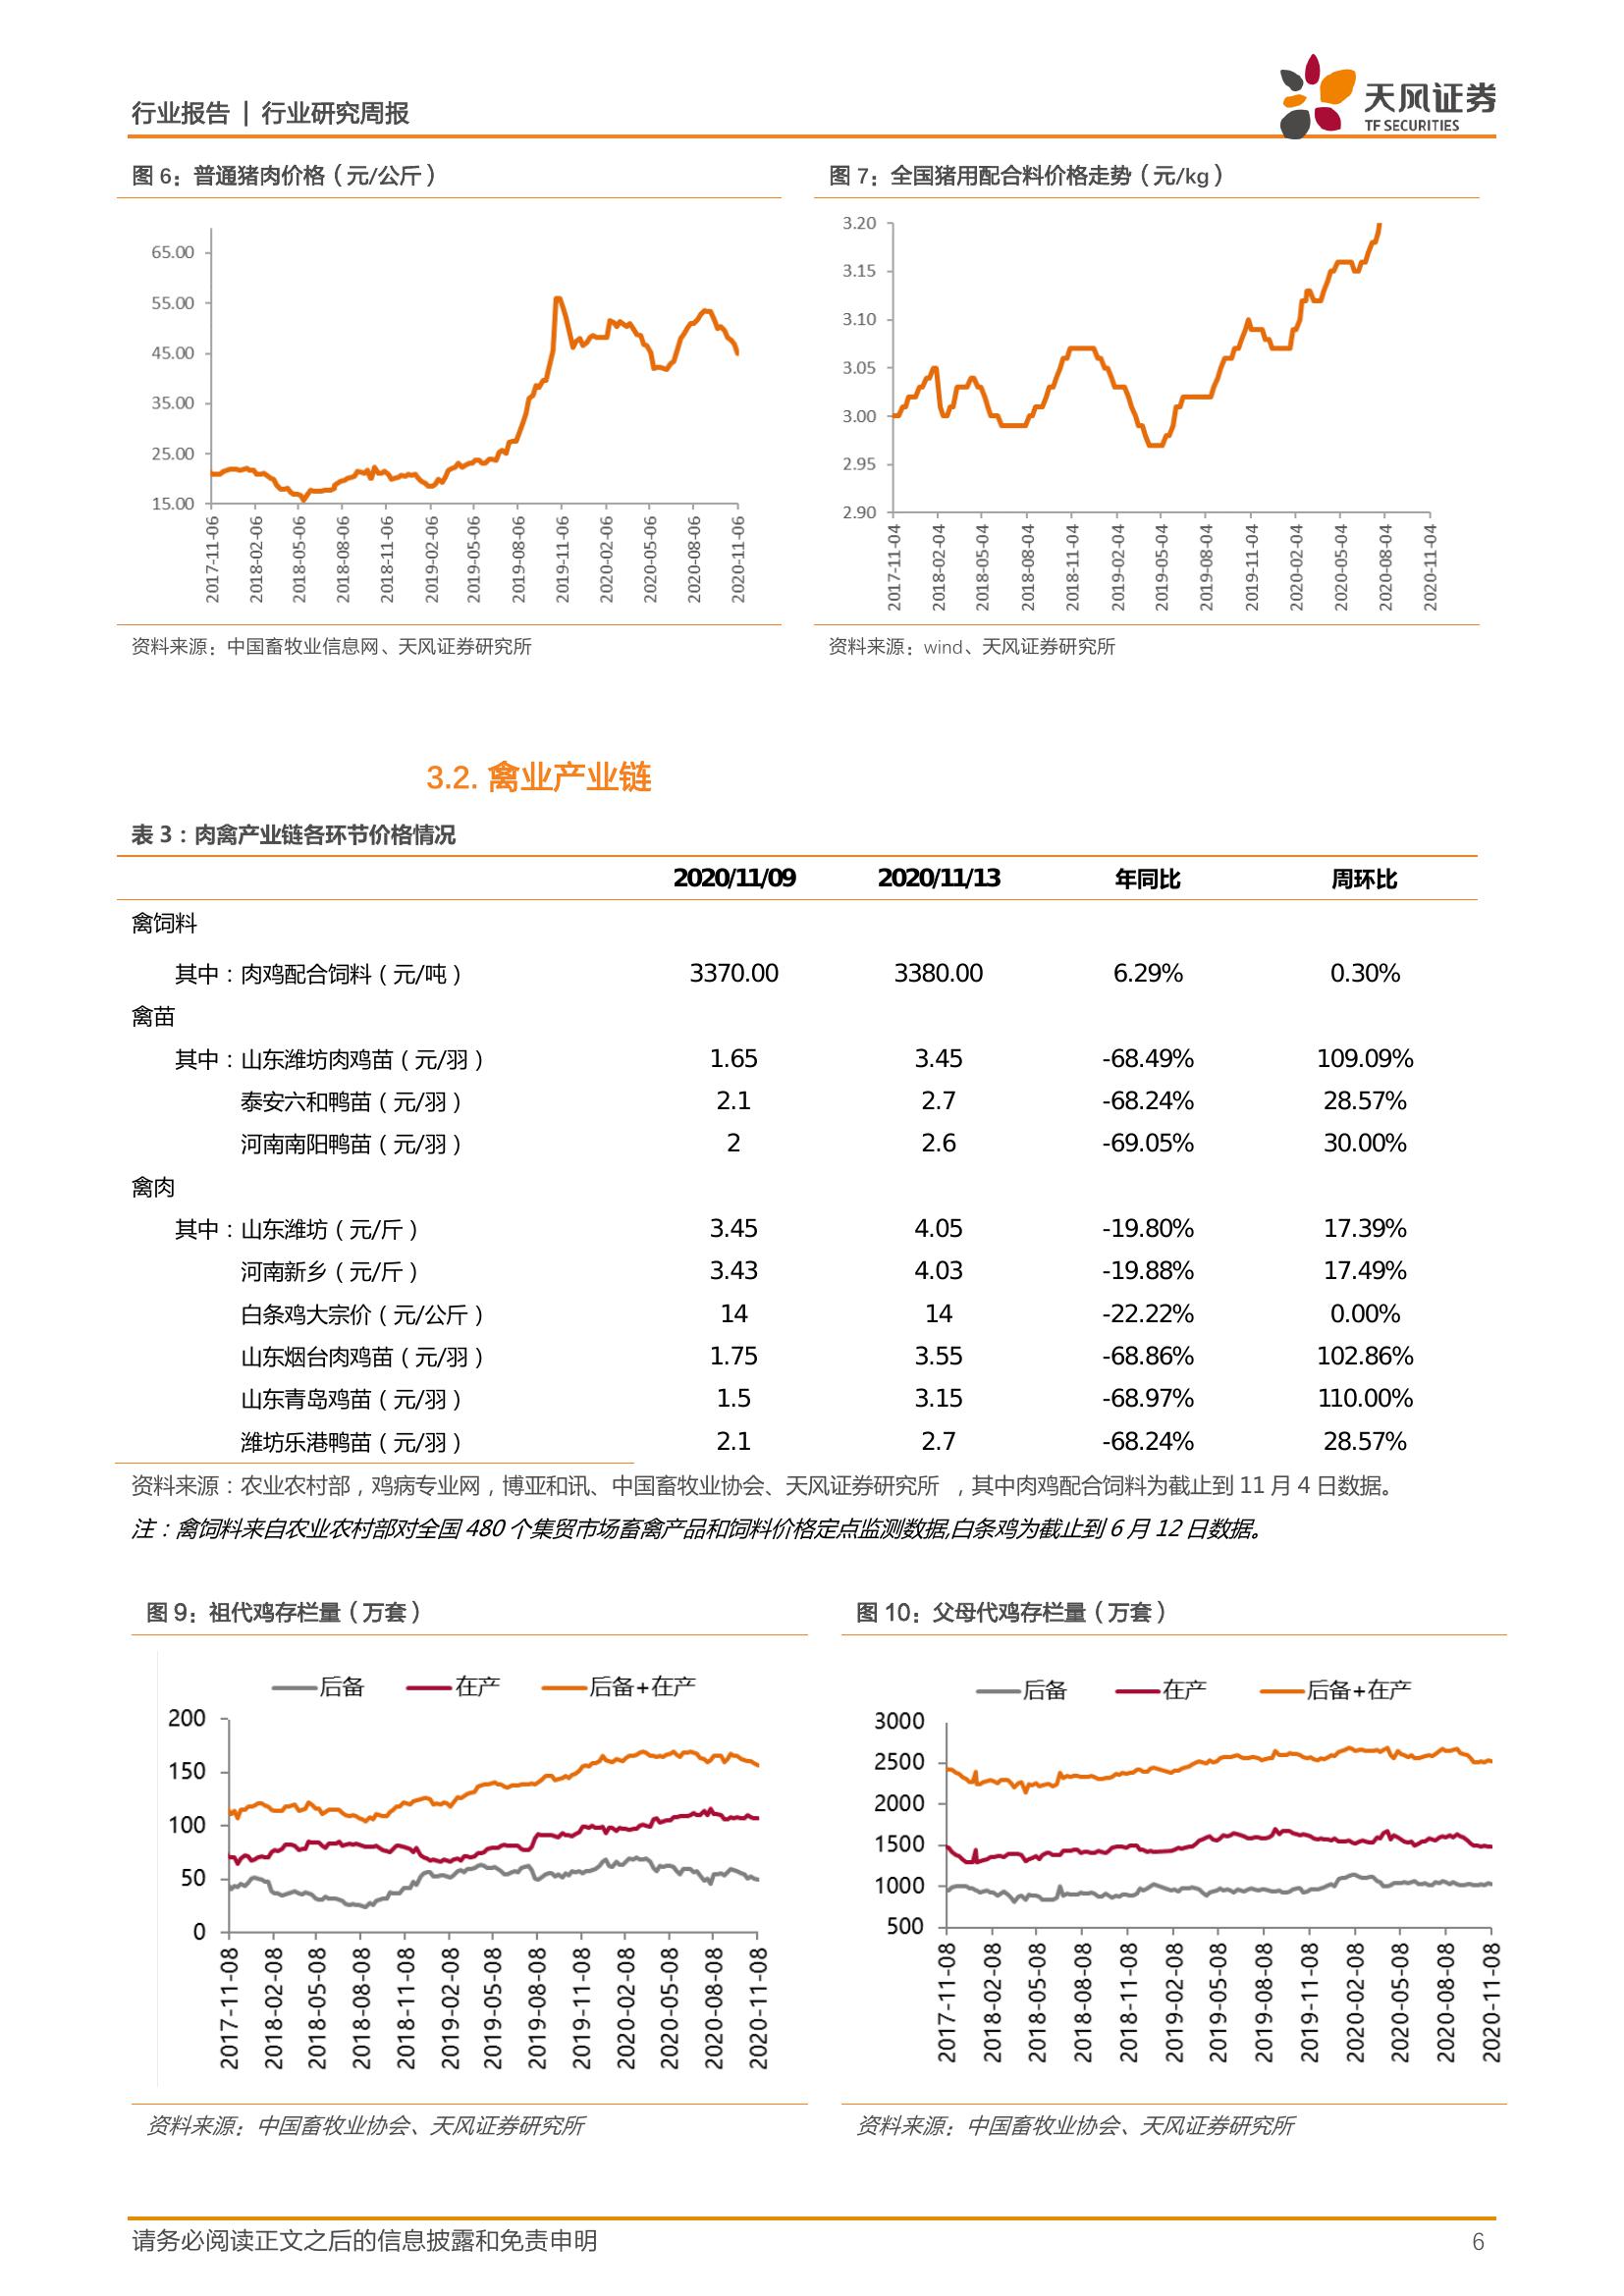 行业报告 | 行业研究周报
天风证券
TF SECURITIES
图 6：普通猪肉价格（元/公斤）
65.00
55.00
45.00
35.00
25.00
15.00
2017-11-06
2018-02-06
2018-05-06
2018-08-06
2018-11-06
2019-02-06
2019-05-06
2019-08-06
2019-11-06
2020-02-06
2020-05-06
2020-08-06
2020-11-06
资料来源：中国畜牧业信息网、天风证券研究所
图 7：全国猪用配合料价格走势（元/kg）
3.20
3.15
3.10
3.05
3.00
2.95
2.90
2017-11-04
2018-02-04
2018-05-04
2018-08-04
2018-11-04
2019-02-04
2019-05-04
2019-08-04
2019-11-04
2020-02-04
2020-05-04
2020-08-04
2020-11-04
资料来源：wind、天风证券研究所
3.2. 禽业产业链
表 3：肉禽产业链各环节价格情况
2020/11/09 2020/11/13 年同比 周环比
禽饲料
其中：肉鸡配合饲料（元/吨） 3370.00 3380.00 6.29% 0.30%
禽苗
其中：山东潍坊肉鸡苗（元/羽） 1.65 3.45 -68.49% 109.09%
泰安六和鸭苗（元/羽） 2.1 2.7 -68.24% 28.57%
河南南阳鸭苗（元/羽） 2 2.6 -69.05% 30.00%
禽肉
其中：山东潍坊（元/斤） 3.45 4.05 -19.80% 17.39%
河南新乡（元/斤） 3.43 4.03 -19.88% 17.49%
白条鸡大宗价（元/公斤） 14 14 -22.22% 0.00%
山东烟台肉鸡苗（元/羽） 1.75 3.55 -68.86% 102.86%
山东青岛鸡苗（元/羽） 1.5 3.15 -68.97% 110.00%
潍坊乐港鸭苗（元/羽） 2.1 2.7 -68.24% 28.57%
资料来源：农业农村部，鸡病专业网，博亚和讯、中国畜牧业协会、天风证券研究所 ，其中肉鸡配合饲料为截止到 11 月 4 日数据。
注：禽饲料来自农业农村部对全国 480 个集贸市场畜禽产品和饲料价格定点监测数据,白条鸡为截止到 6 月 12 日数据。
图 9：祖代鸡存栏量（万套）
后备 在产 后备+在产
200
150
100
50
0
2017-11-08
2018-02-08
2018-05-08
2018-08-08
2018-11-08
2019-02-08
2019-05-08
2019-08-08
2019-11-08
2020-02-08
2020-05-08
2020-08-08
2020-11-08
资料来源：中国畜牧业协会、天风证券研究所
图 10：父母代鸡存栏量（万套）
后备 在产 后备+在产
3000
2500
2000
1500
1000
500
2017-11-08
2018-02-08
2018-05-08
2018-08-08
2018-11-08
2019-02-08
2019-05-08
2019-08-08
2019-11-08
2020-02-08
2020-05-08
2020-08-08
2020-11-08
资料来源：中国畜牧业协会、天风证券研究所
请务必阅读正文之后的信息披露和免责申明 6